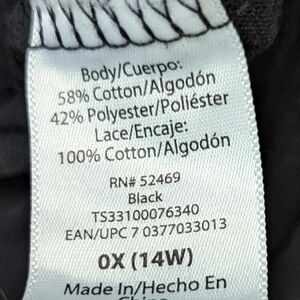 Body/Cuerpo:
58% Cotton/Algodón
42% Polyester/Poliéster
Lace/Encaje:
100% Cotton/Algodón
RN# 52469
Black
TS33100076340
EAN/UPC 7 0377033013
0X (14W)
Made In/Hecho En
China